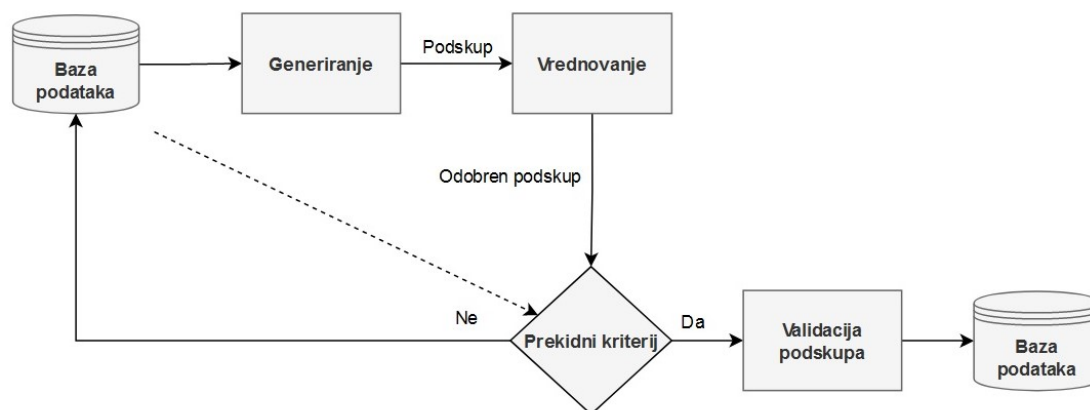 Baza
podataka
Generiranje
Podskup
Vrednovanje
Odobren podskup
Prekidni kriterij
Ne
Da
Validacija
podskupa
Baza
podataka